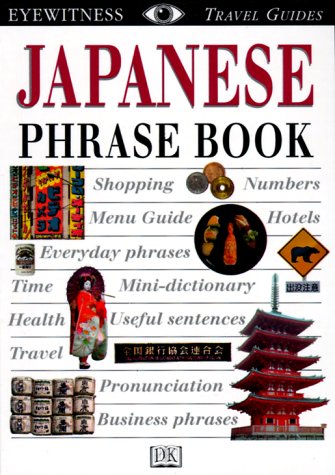 EYEWITNESS TRAVEL GUIDES
JAPANESE
PHRASE BOOK
Shopping Numbers
Menu Guide Hotels
Everyday phrases
Time Mini-dictionary
出没注意
Health Useful sentences
Travel
全国銀行協会連合会
Pronunciation
Business phrases
DK